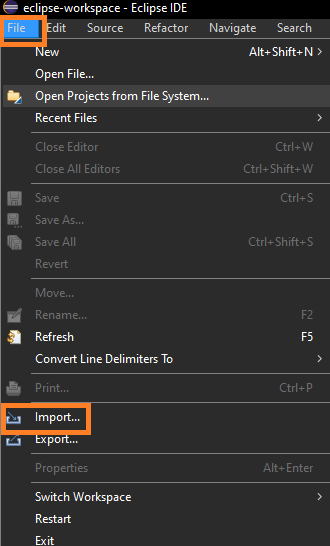 eclipse-workspace - Eclipse IDE
File Edit Source Refactor Navigate Search
New Alt+Shift+N >
Open File...
Open Projects from File System...
Recent Files >
Close Editor Ctrl+W
Close All Editors Ctrl+Shift+W
Save Ctrl+S
Save As...
Save All Ctrl+Shift+S
Revert
Move...
Rename... F2
Refresh F5
Convert Line Delimiters To >
Print... Ctrl+P
Import...
Export...
Properties Alt+Enter
Switch Workspace >
Restart
Exit